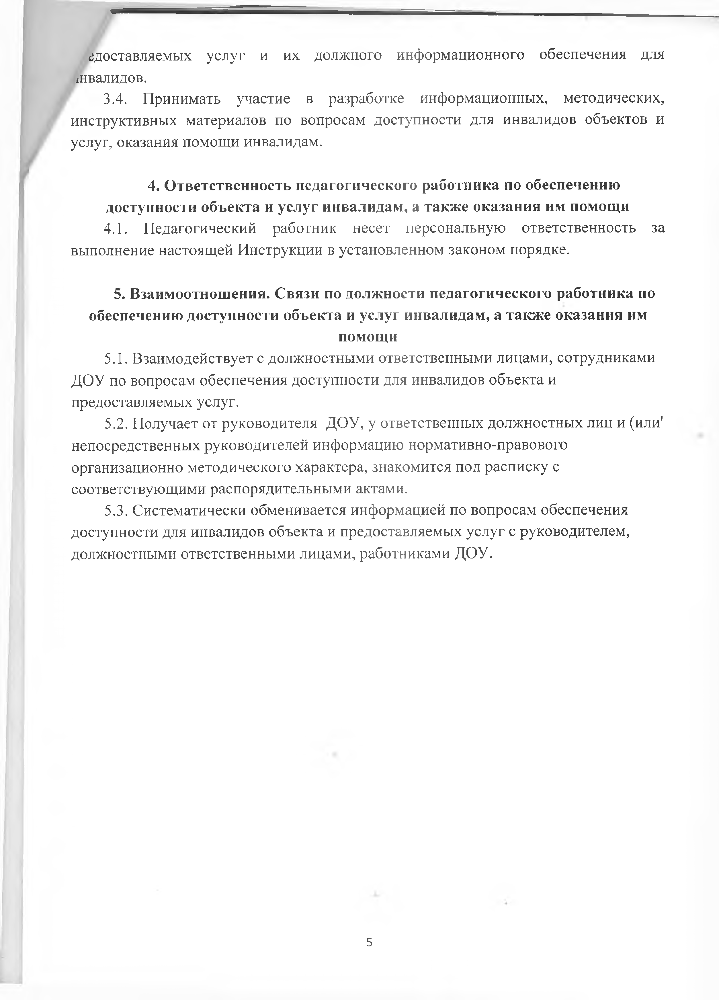 услуг и их должного информационного обеспечения для
3.4. Принимать участие в разработке информационных, методических,
инструктивных материалов по вопросам доступности для инвалидов объектов и
услуг, оказания помощи инвалидам.
4. Ответственность педагогического работника по обеспечению
доступности объекта и услуг инвалидам, а также оказания им помощи
4.1. Педагогический работник несет персональную ответственность за
выполнение настоящей Инструкции в установленном законом порядке.
5. Взаимоотношения. Связи по должности педагогического работника по
обеспечению доступности объекта и услуг инвалидам, а также оказания им
помощи
5.1. Взаимодействует с должностными ответственными лицами, сотрудниками
ДОУ по вопросам обеспечения доступности для инвалидов объекта и
предоставляемых услуг.
5.2. Получает от руководителя ДОУ, у ответственных должностных лиц и (или
непосредственных руководителей информацию нормативно-правового
организационно методического характера, знакомится под расписку с
соответствующими распорядительными актами.
5.3. Систематически обменивается информацией по вопросам обеспечения
доступности для инвалидов объекта и предоставляемых услуг с руководителем,
должностными ответственными лицами, работниками ДОУ.
5